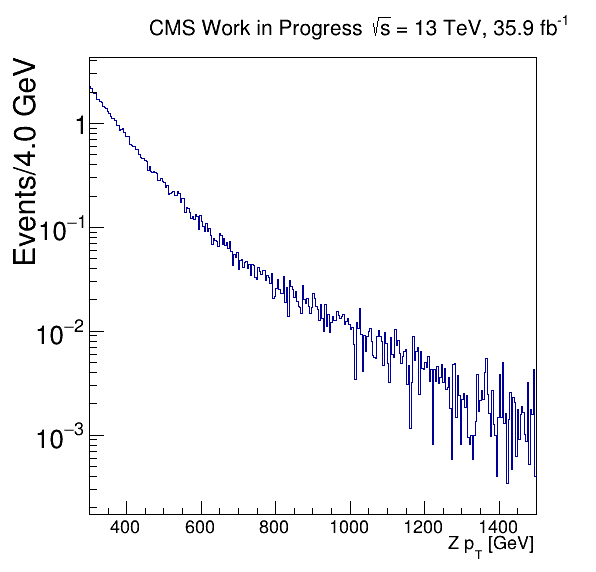 CMS Work in Progress √s = 13 TeV, 35.9 fb⁻¹
Events/4.0 GeV
1
10⁻¹
10⁻²
10⁻³
400 600 800 1000 1200 1400
Z p_T [GeV]